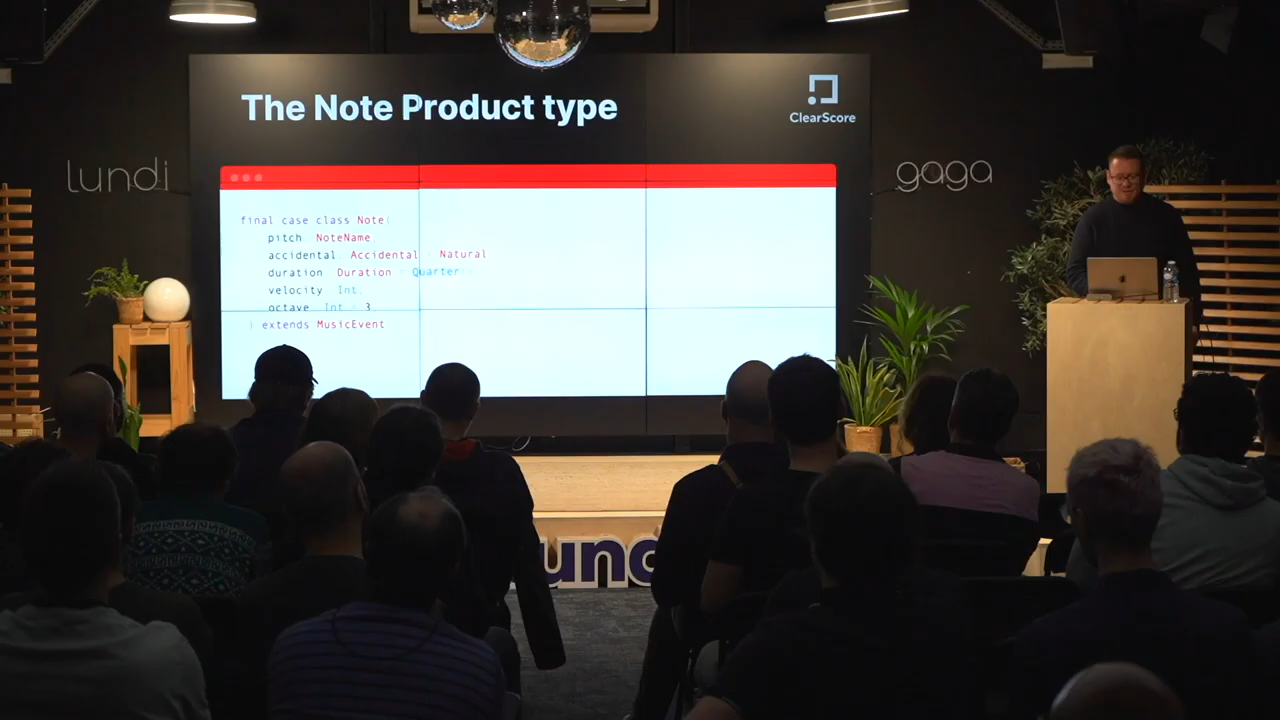 The Note Product type
ClearScore
lundi
gaga
final case class Note(
pitch: NoteName,
accidental: Accidental = Natural
duration: Duration = Quarter
velocity: Int,
octave: Int = 3
) extends MusicEvent